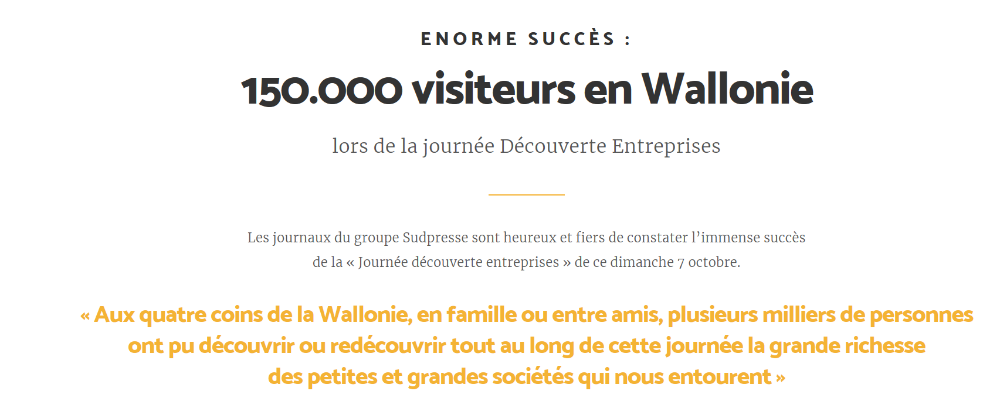 ENORME SUCCÈS :
150.000 visiteurs en Wallonie
lors de la journée Découverte Entreprises
Les journaux du groupe Sudpresse sont heureux et fiers de constater l’immense succès
de la « Journée découverte entreprises » de ce dimanche 7 octobre.
« Aux quatre coins de la Wallonie, en famille ou entre amis, plusieurs milliers de personnes
ont pu découvrir ou redécouvrir tout au long de cette journée la grande richesse
des petites et grandes sociétés qui nous entourent »